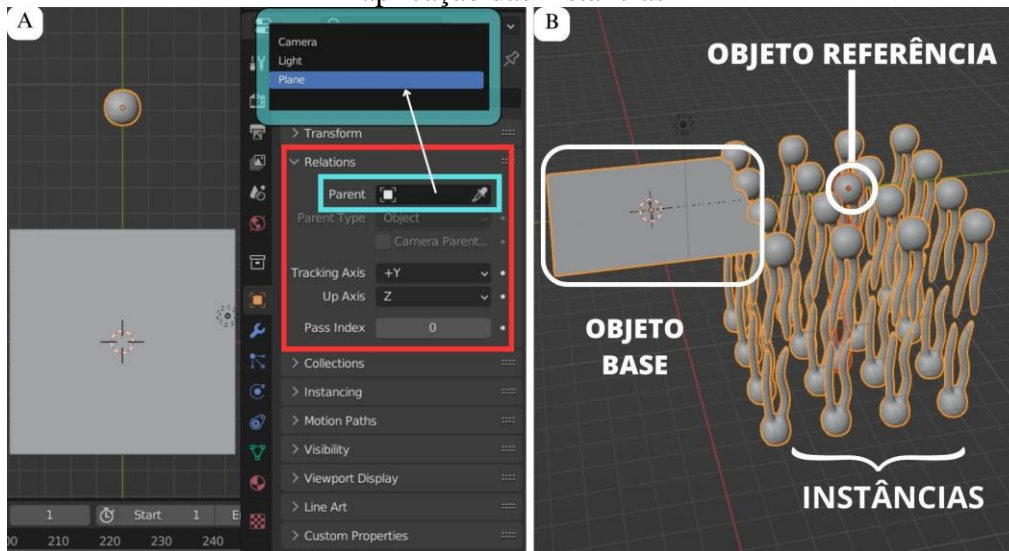 A
Camera
Light
Plane
Transform
Relations
Parent
Parent Type Object
Camera Parent...
Tracking Axis +Y
Up Axis Z
Pass Index 0
Collections
Instancing
Motion Paths
Visibility
Viewport Display
Line Art
Custom Properties
1 Start 1
210 220 230 240
B
OBJETO REFERÊNCIA
OBJETO
BASE
INSTÂNCIAS